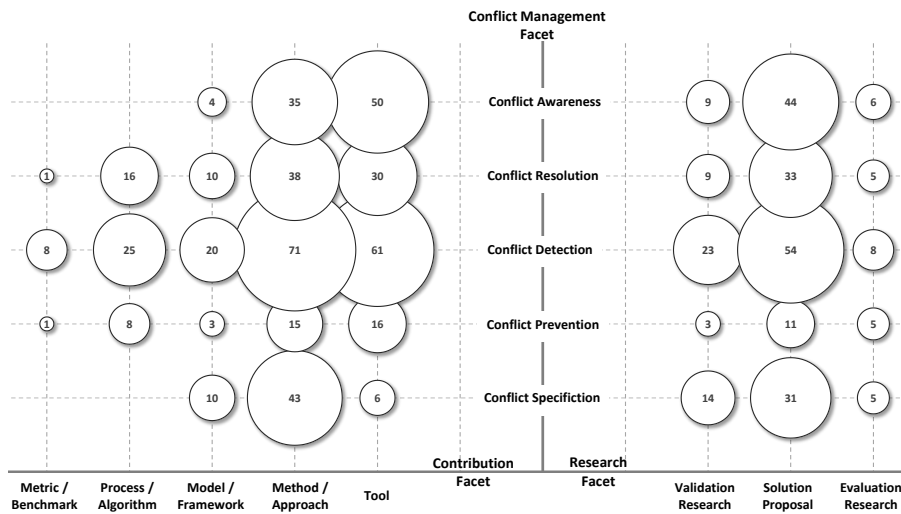 Conflict Management
Facet
4 35 50 Conflict Awareness 9 44 6
1 16 10 38 30 Conflict Resolution 9 33 5
8 25 20 71 61 Conflict Detection 23 54 8
1 8 3 15 16 Conflict Prevention 3 11 5
10 43 6 Conflict Specifiction 14 31 5
Contribution
Facet
Research
Facet
Metric /
Benchmark
Process /
Algorithm
Model /
Framework
Method /
Approach
Tool
Validation
Research
Solution
Proposal
Evaluation
Research